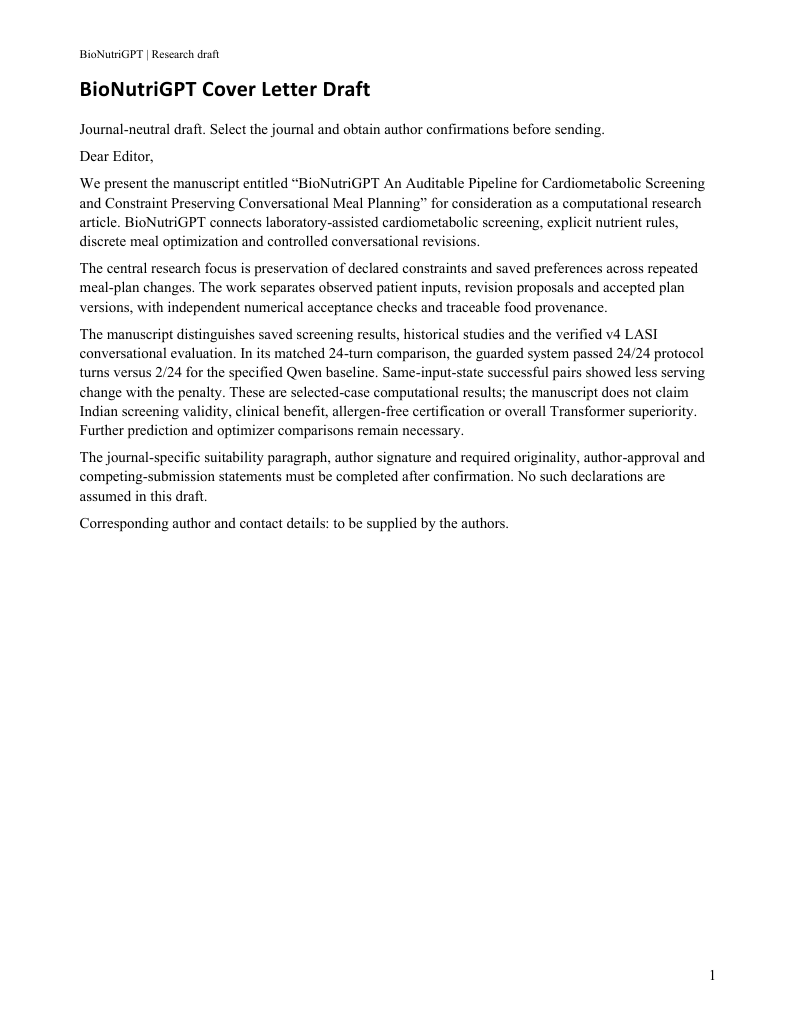 BioNutriGPT | Research draft
BioNutriGPT Cover Letter Draft
Journal-neutral draft. Select the journal and obtain author confirmations before sending.
Dear Editor,
We present the manuscript entitled “BioNutriGPT An Auditable Pipeline for Cardiometabolic Screening
and Constraint Preserving Conversational Meal Planning” for consideration as a computational research
article. BioNutriGPT connects laboratory-assisted cardiometabolic screening, explicit nutrient rules,
discrete meal optimization and controlled conversational revisions.
The central research focus is preservation of declared constraints and saved preferences across repeated
meal-plan changes. The work separates observed patient inputs, revision proposals and accepted plan
versions, with independent numerical acceptance checks and traceable food provenance.
The manuscript distinguishes saved screening results, historical studies and the verified v4 LASI
conversational evaluation. In its matched 24-turn comparison, the guarded system passed 24/24 protocol
turns versus 2/24 for the specified Qwen baseline. Same-input-state successful pairs showed less serving
change with the penalty. These are selected-case computational results; the manuscript does not claim
Indian screening validity, clinical benefit, allergen-free certification or overall Transformer superiority.
Further prediction and optimizer comparisons remain necessary.
The journal-specific suitability paragraph, author signature and required originality, author-approval and
competing-submission statements must be completed after confirmation. No such declarations are
assumed in this draft.
Corresponding author and contact details: to be supplied by the authors.
1